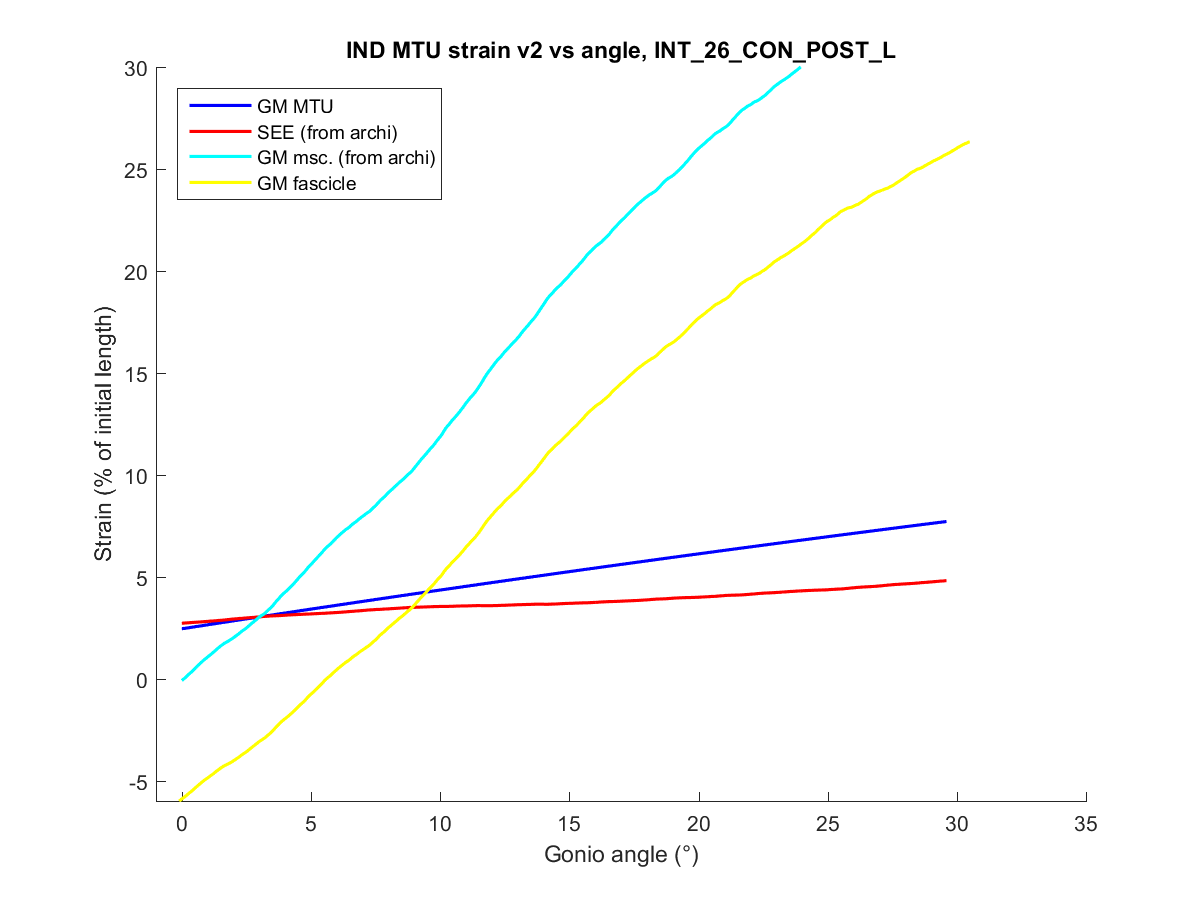 IND MTU strain v2 vs angle, INT_26_CON_POST_L
30
25
20
15
10
5
0
-5
Strain (% of initial length)
GM MTU
SEE (from archi)
GM msc. (from archi)
GM fascicle
0 5 10 15 20 25 30 35
Gonio angle (°)